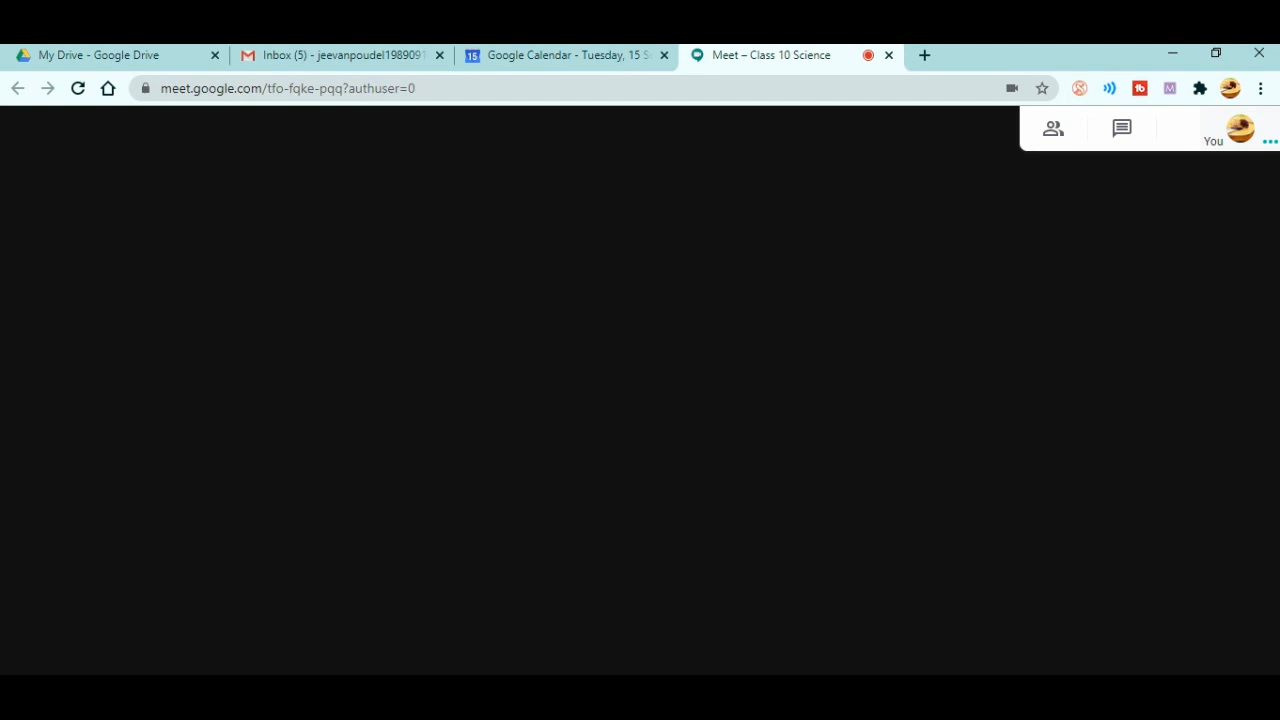 My Drive - Google Drive
Inbox (5) - jeevanpoudel1989091
Google Calendar - Tuesday, 15 S
Meet – Class 10 Science
meet.google.com/tfo-fqke-pqq?authuser=0
You